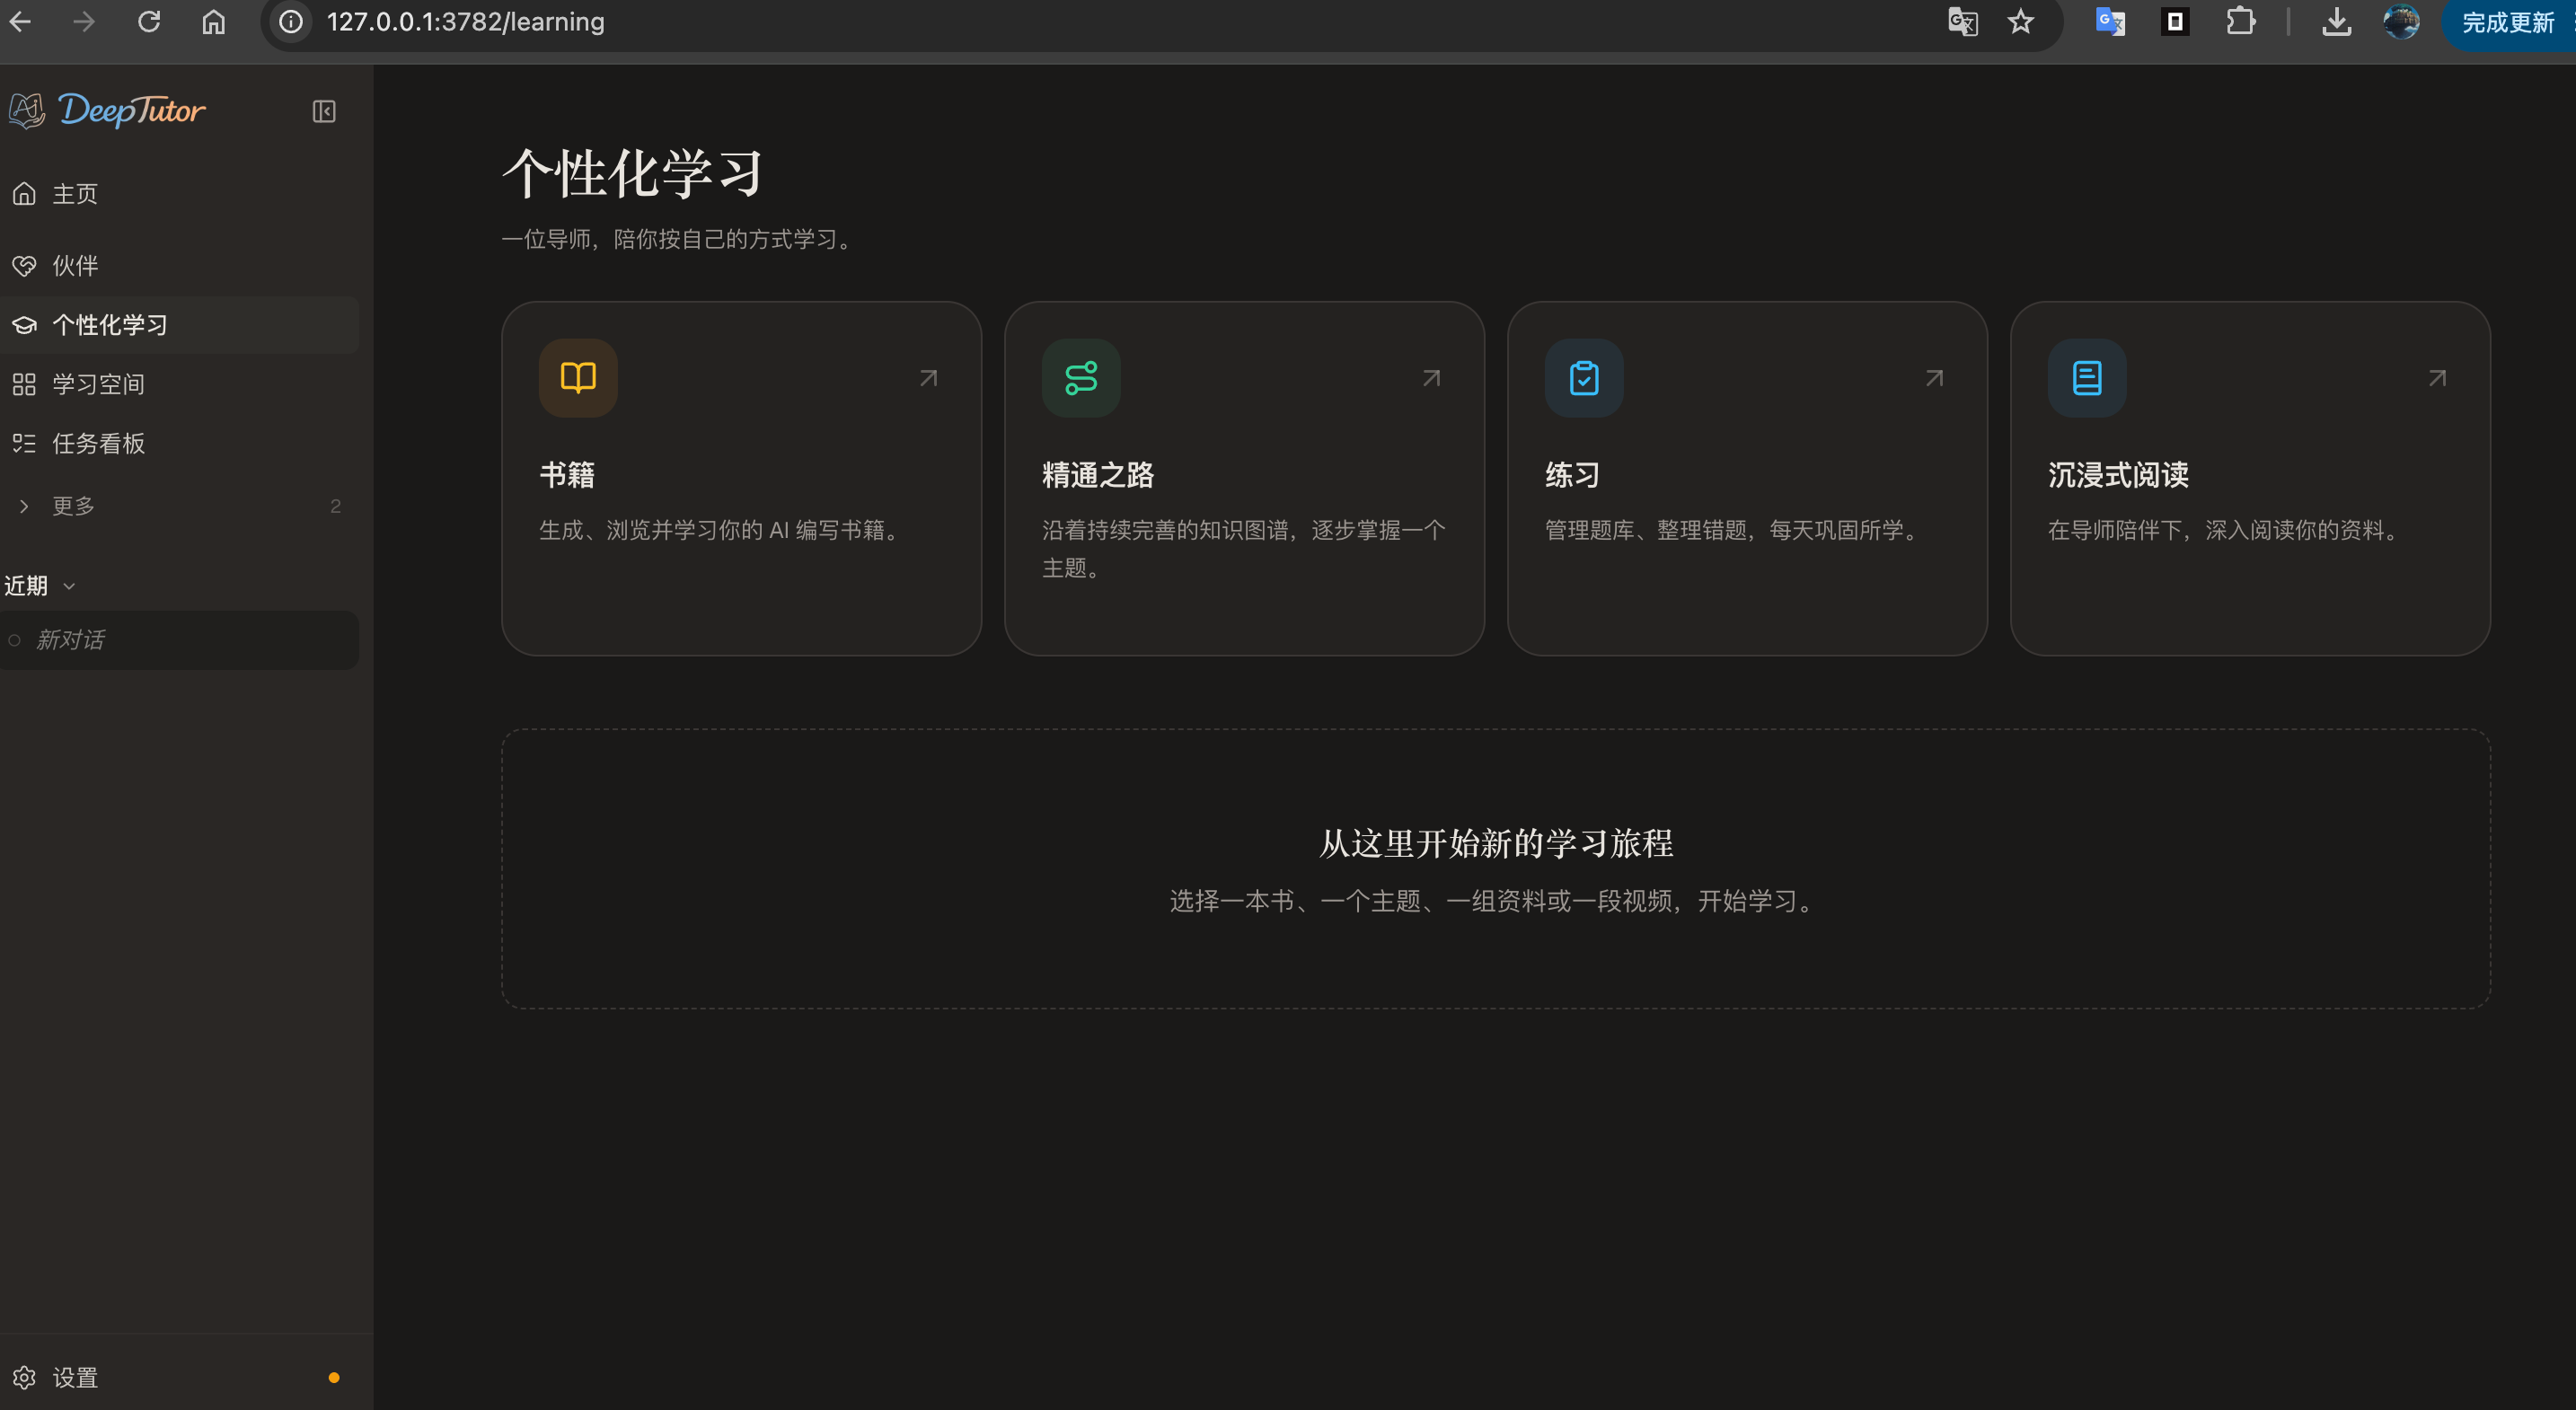 127.0.0.1:3782/learning
完成更新
DeepTutor
主页
伙伴
个性化学习
学习空间
任务看板
更多 2
近期
新对话
设置
个性化学习
一位导师，陪你按自己的方式学习。
书籍
生成、浏览并学习你的 AI 编写书籍。
精通之路
沿着持续完善的知识图谱，逐步掌握一个
主题。
练习
管理题库、整理错题，每天巩固所学。
沉浸式阅读
在导师陪伴下，深入阅读你的资料。
从这里开始新的学习旅程
选择一本书、一个主题、一组资料或一段视频，开始学习。